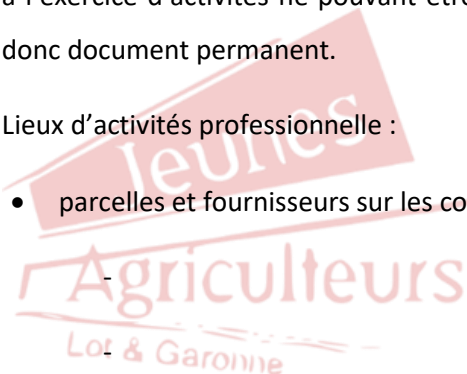 à l'exercice d'activités ne pouvant être
donc document permanent.
Jeunes
Lieux d'activités professionnelle :
• parcelles et fournisseurs sur les co
Agriculteurs
-
Lot & Garonne
-